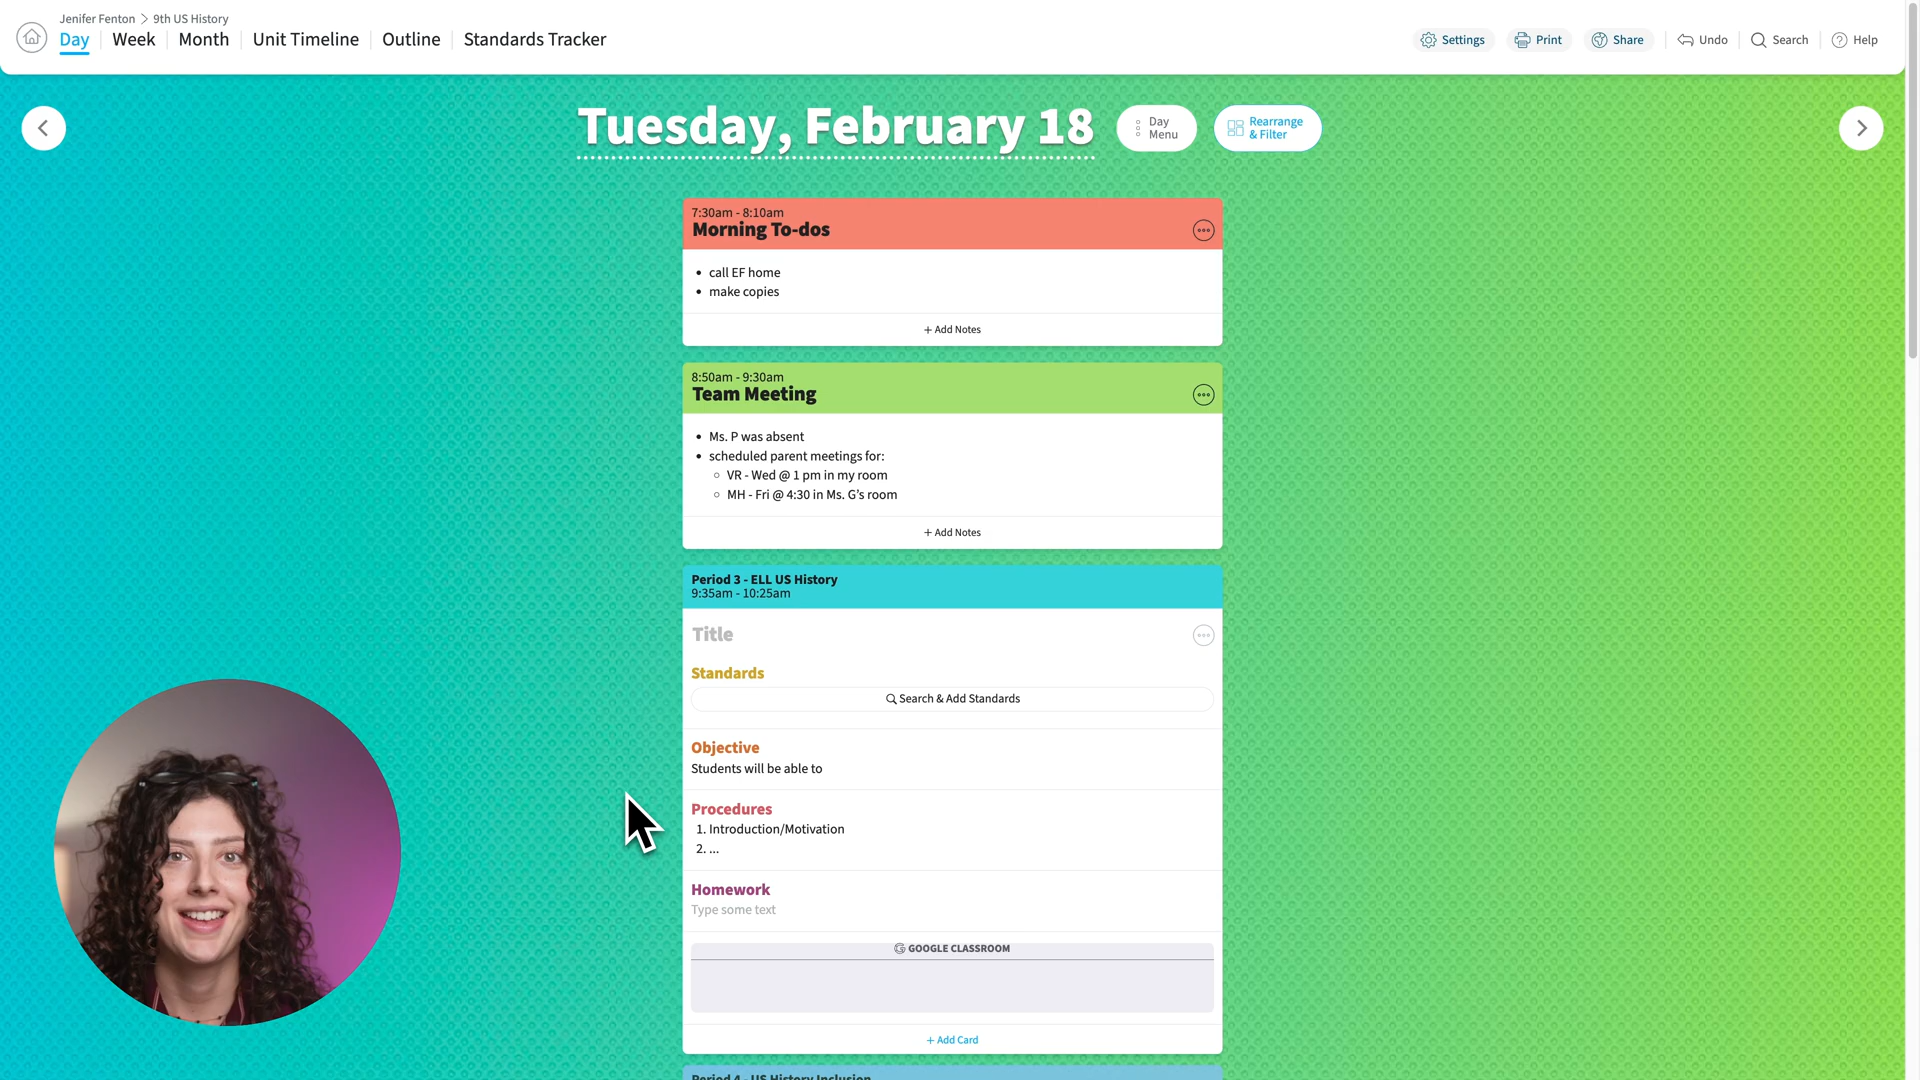 Jenifer Fenton > 9th US History
Day
Week
Month
Unit Timeline
Outline
Standards Tracker
Settings
Print
Share
Undo
Search
Help
Tuesday, February 18
Day
Menu
Rearrange
& Filter
7:30am - 8:10am
Morning To-dos
• call EF home
• make copies
+ Add Notes
8:50am - 9:30am
Team Meeting
• Ms. P was absent
• scheduled parent meetings for:
◦ VR - Wed @ 1 pm in my room
◦ MH - Fri @ 4:30 in Ms. G’s room
+ Add Notes
Period 3 - ELL US History
9:35am - 10:25am
Title
Standards
Search & Add Standards
Objective
Students will be able to
Procedures
1. Introduction/Motivation
2. ...
Homework
Type some text
GOOGLE CLASSROOM
+ Add Card
Period 4 - US History Inclusion